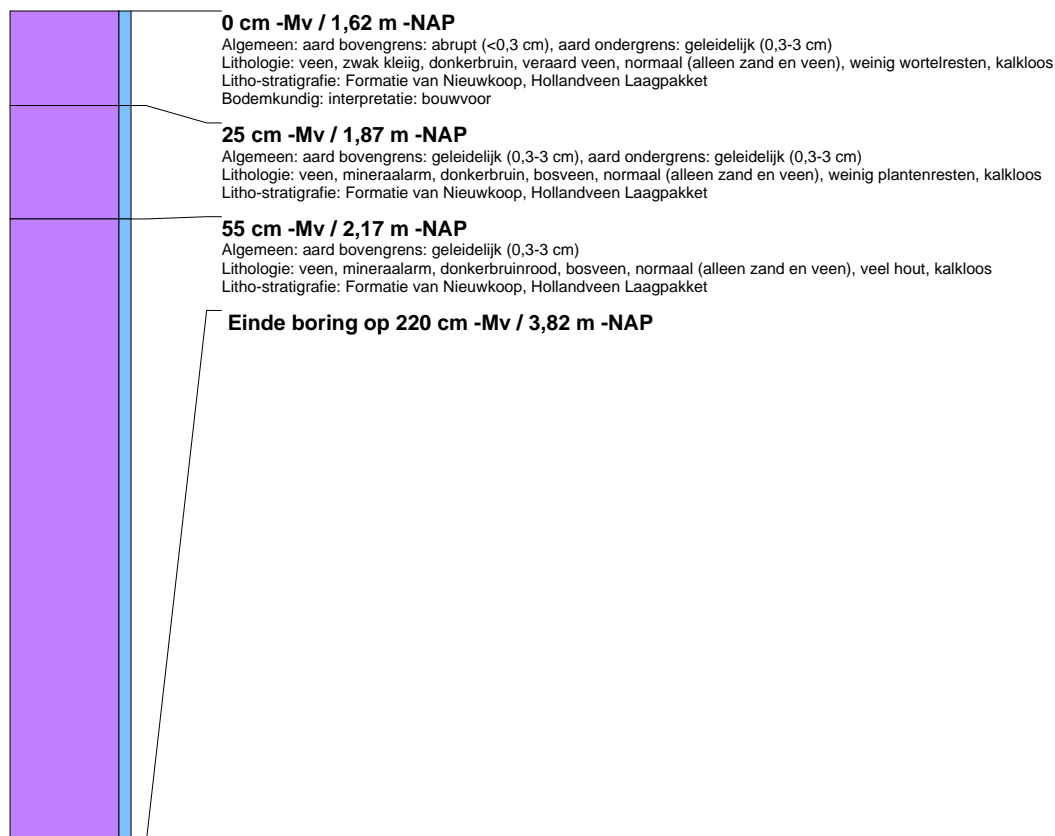 0 cm -Mv / 1,62 m -NAP
Algemeen: aard bovengrens: abrupt (<0,3 cm), aard ondergrens: geleidelijk (0,3-3 cm)
Lithologie: veen, zwak kleiig, donkerbruin, veraard veen, normaal (alleen zand en veen), weinig wortelresten, kalkloos
Litho-stratigrafie: Formatie van Nieuwkoop, Hollandveen Laagpakket
Bodemkundig: interpretatie: bouwvoor
25 cm -Mv / 1,87 m -NAP
Algemeen: aard bovengrens: geleidelijk (0,3-3 cm), aard ondergrens: geleidelijk (0,3-3 cm)
Lithologie: veen, mineraalarm, donkerbruin, bosveen, normaal (alleen zand en veen), weinig plantenresten, kalkloos
Litho-stratigrafie: Formatie van Nieuwkoop, Hollandveen Laagpakket
55 cm -Mv / 2,17 m -NAP
Algemeen: aard bovengrens: geleidelijk (0,3-3 cm)
Lithologie: veen, mineraalarm, donkerbruinrood, bosveen, normaal (alleen zand en veen), veel hout, kalkloos
Litho-stratigrafie: Formatie van Nieuwkoop, Hollandveen Laagpakket
Einde boring op 220 cm -Mv / 3,82 m -NAP